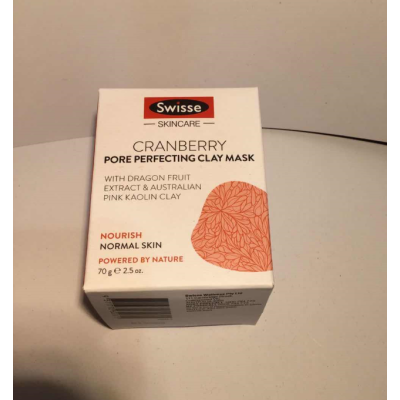 Swisse
SKINCARE
CRANBERRY
PORE PERFECTING CLAY MASK
WITH DRAGON FRUIT
EXTRACT & AUSTRALIAN
PINK KAOLIN CLAY
NOURISH
NORMAL SKIN
POWERED BY NATURE
70 g ℮ 2.5 oz.